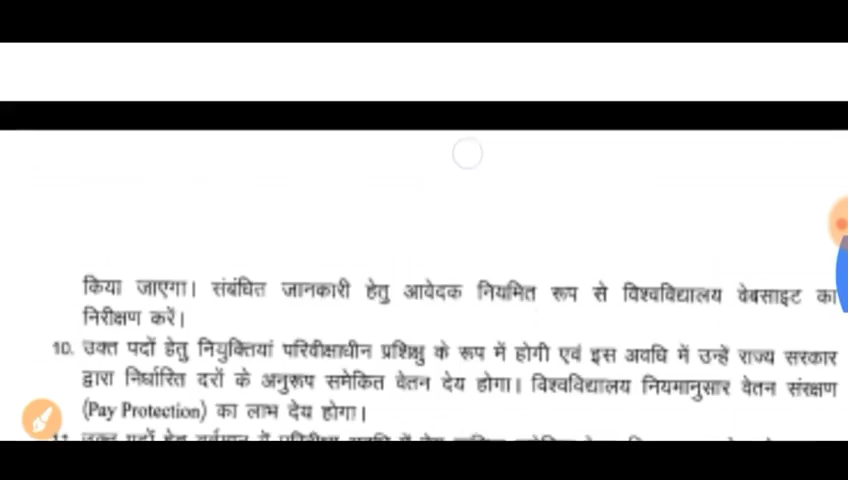 किया जाएगा। संबंधित जानकारी हेतु आवेदक नियमित रूप से विश्वविद्यालय वेबसाइट का
निरीक्षण करें।
10. उक्त पदों हेतु नियुक्तियां परिवीक्षाधीन प्रशिक्षु के रूप में होगी एवं इस अवधि में उन्हें राज्य सरकार
द्वारा निर्धारित दरों के अनुरूप समेकित वेतन देय होगा। विश्वविद्यालय नियमानुसार वेतन संरक्षण
(Pay Protection) का लाभ देय होगा।